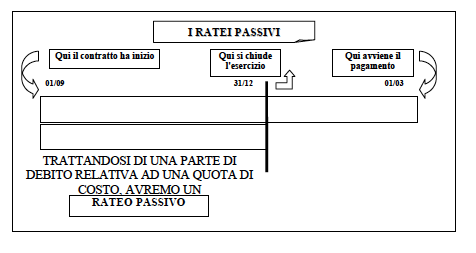 I RATEI PASSIVI
Qui il contratto ha inizio
Qui si chiude
l'esercizio
Qui avviene il
pagamento
01/09
31/12
01/03
TRATTANDOSI DI UNA PARTE DI
DEBITO RELATIVA AD UNA QUOTA DI
COSTO, AVREMO UN
RATEO PASSIVO